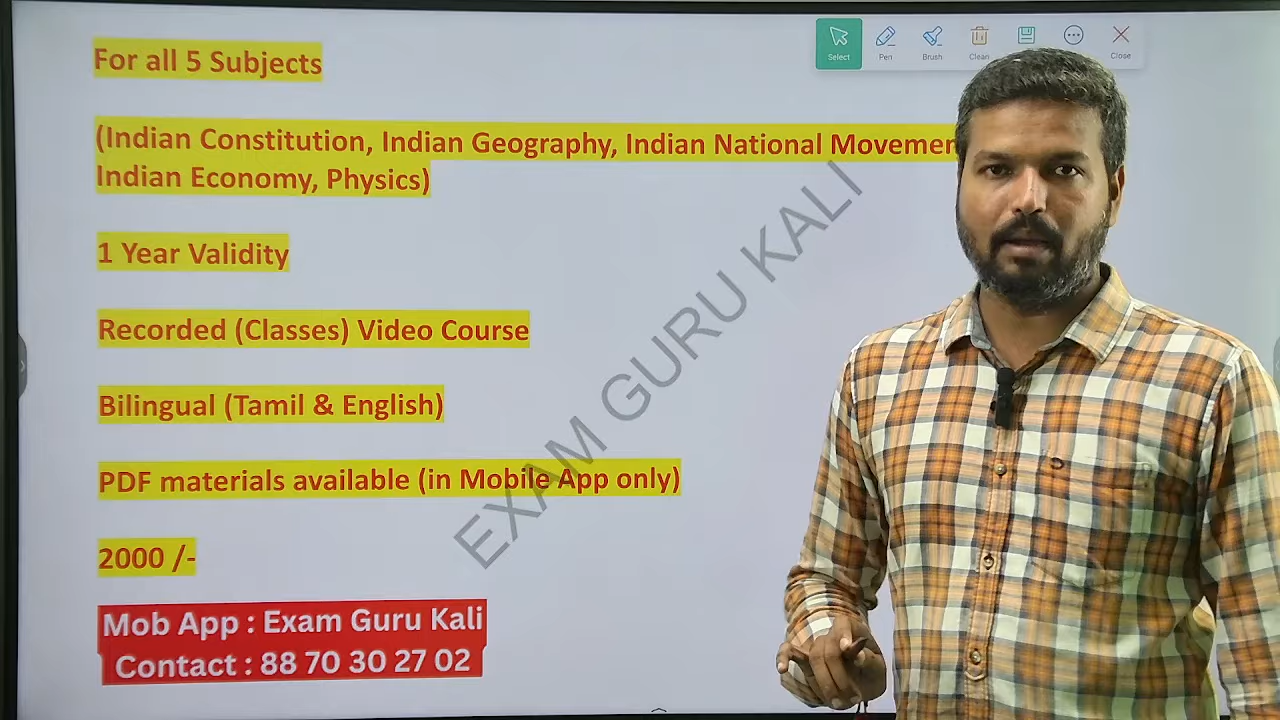 For all 5 Subjects
Select
Pen
Brush
Clean
Close
(Indian Constitution, Indian Geography, Indian National
Indian Economy, Physics)
1 Year Validity
Recorded (Classes) Video Course
Bilingual (Tamil & English)
PDF materials available (in Mobile App only)
2000 /-
Mob App : Exam Guru Kali
Contact : 88 70 30 27 02
EXAM GURU KALI